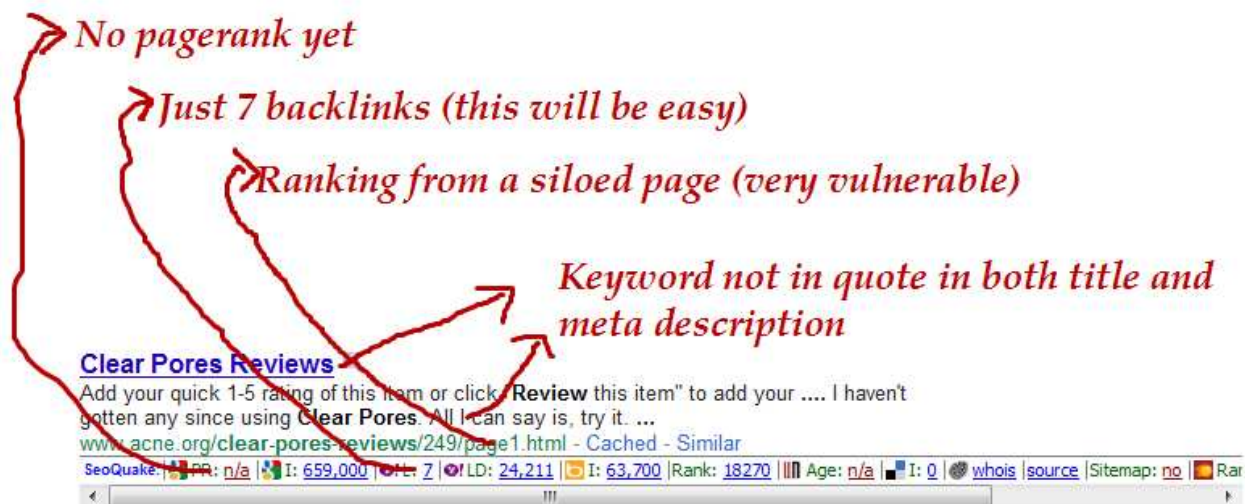 No pagerank yet
Just 7 backlinks (this will be easy)
Ranking from a siloed page (very vulnerable)
Keyword not in quote in both title and
meta description
Clear Pores Reviews
Add your quick 1-5 rating of this item or click "Review this item" to add your .... I haven't
gotten any since using Clear Pores. All I can say is, try it. ...
www.acne.org/clear-pores-reviews/249/page1.html - Cached - Similar
SeoQuake: | PR: n/a | I: 659,000 | L: 7 | LD: 24,211 | I: 63,700 |Rank: 18270 | Age: n/a | I: 0 | whois |source |Sitemap: no | Ran